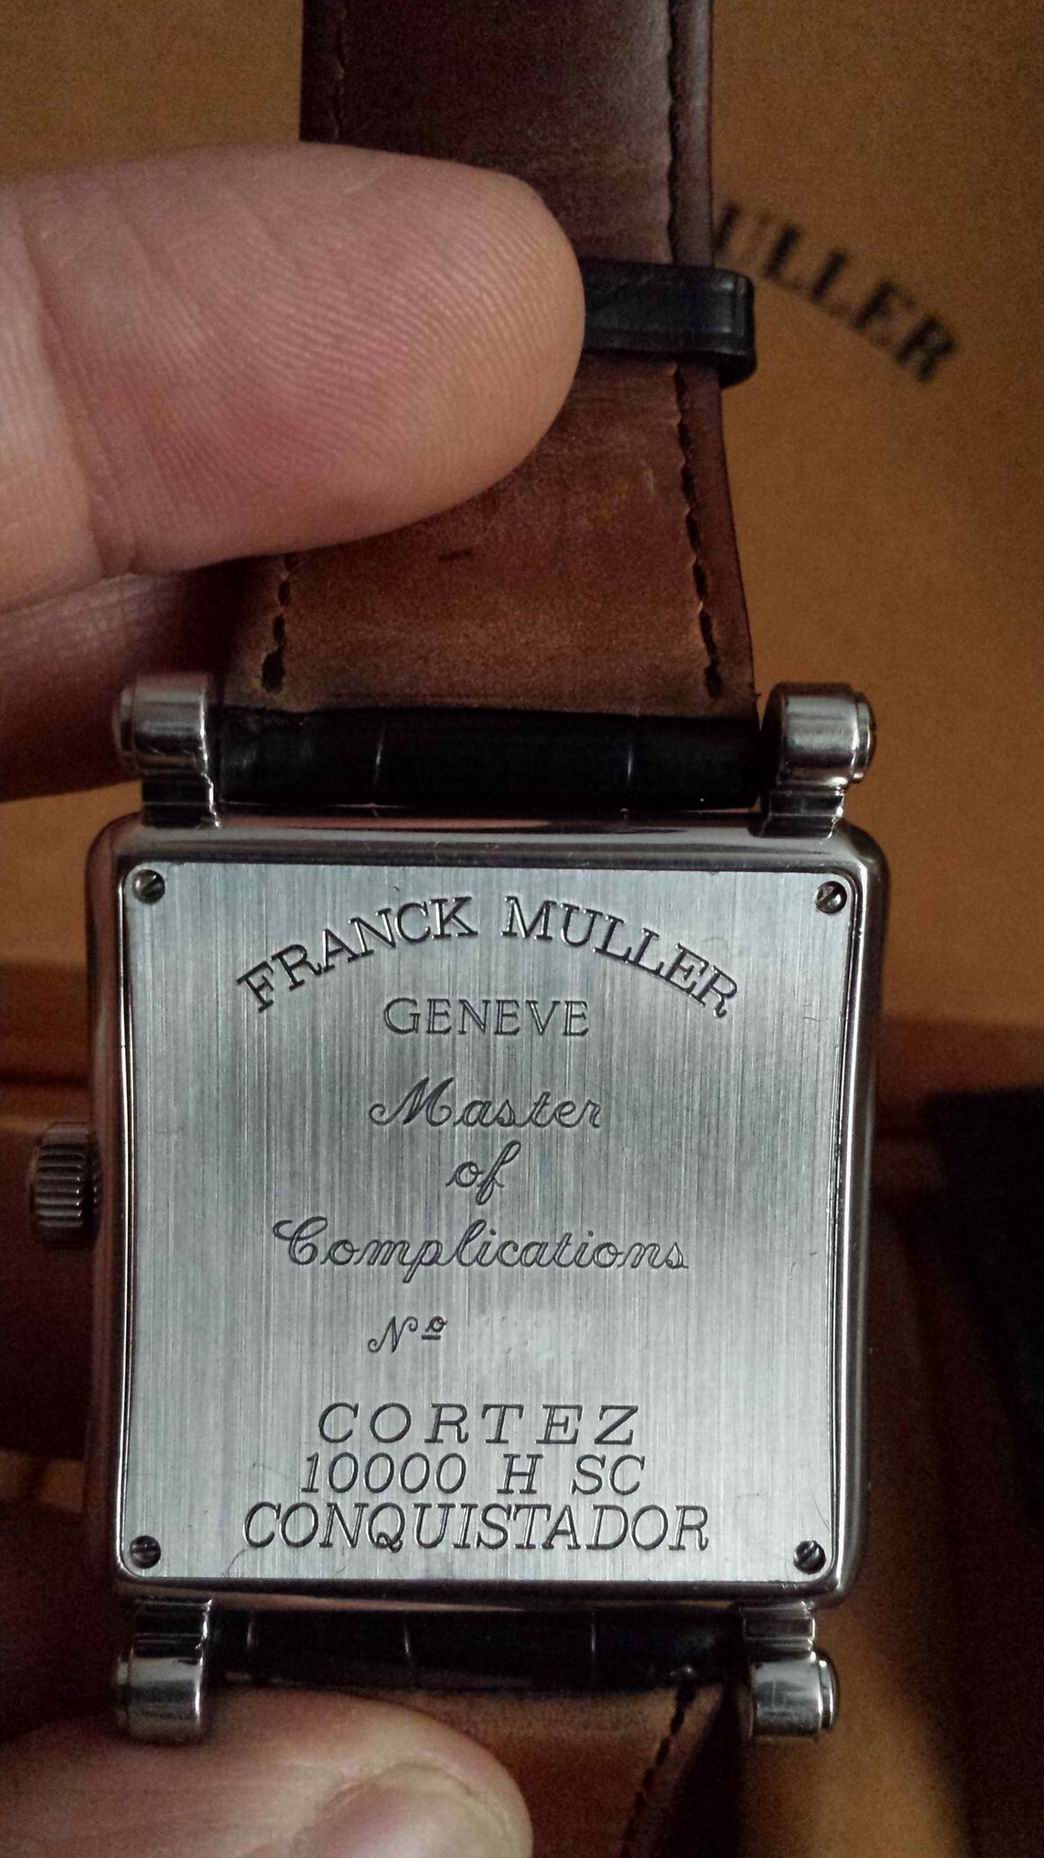 ULLER
FRANCK MULLER
GENEVE
Master
of
Complications
Nº
CORTEZ
10000 H SC
CONQUISTADOR